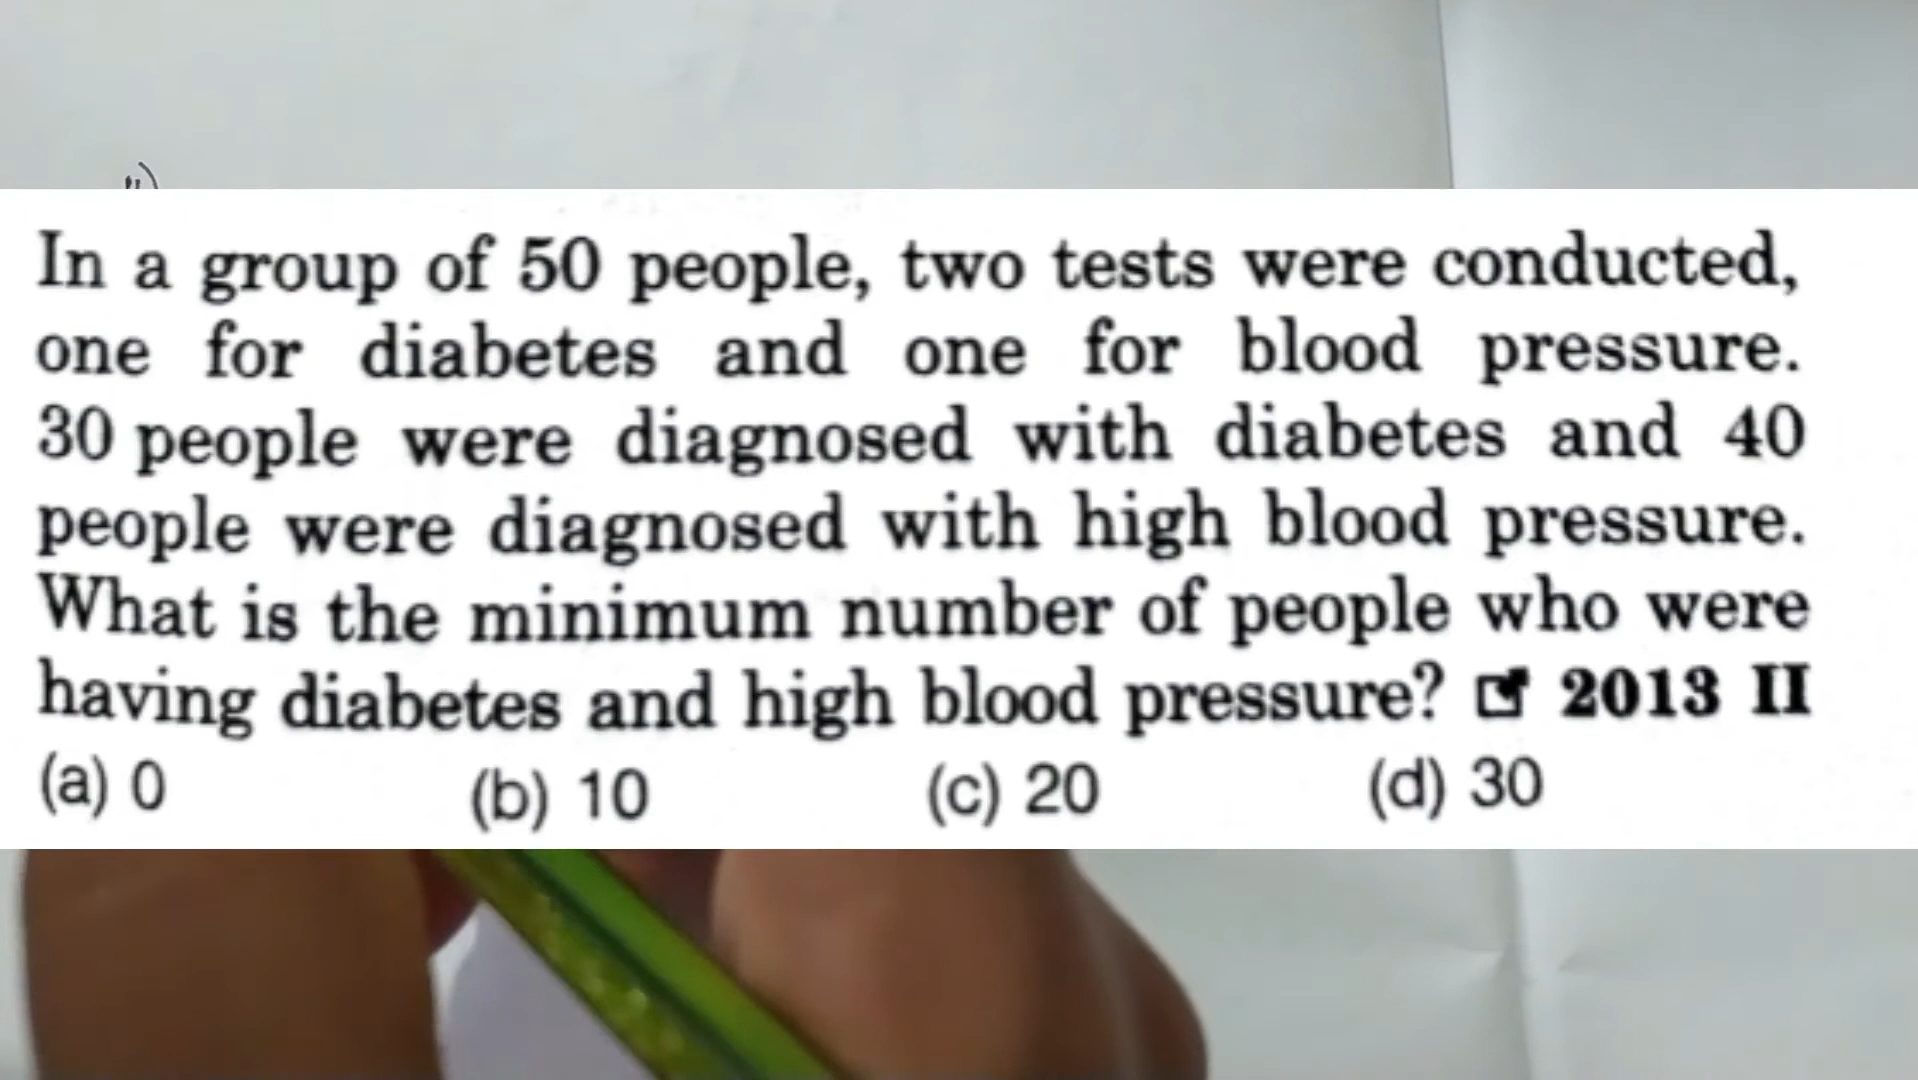 In a group of 50 people, two tests were conducted,
one for diabetes and one for blood pressure.
30 people were diagnosed with diabetes and 40
people were diagnosed with high blood pressure.
What is the minimum number of people who were
having diabetes and high blood pressure? 2013 II
(a) 0 (b) 10 (c) 20 (d) 30